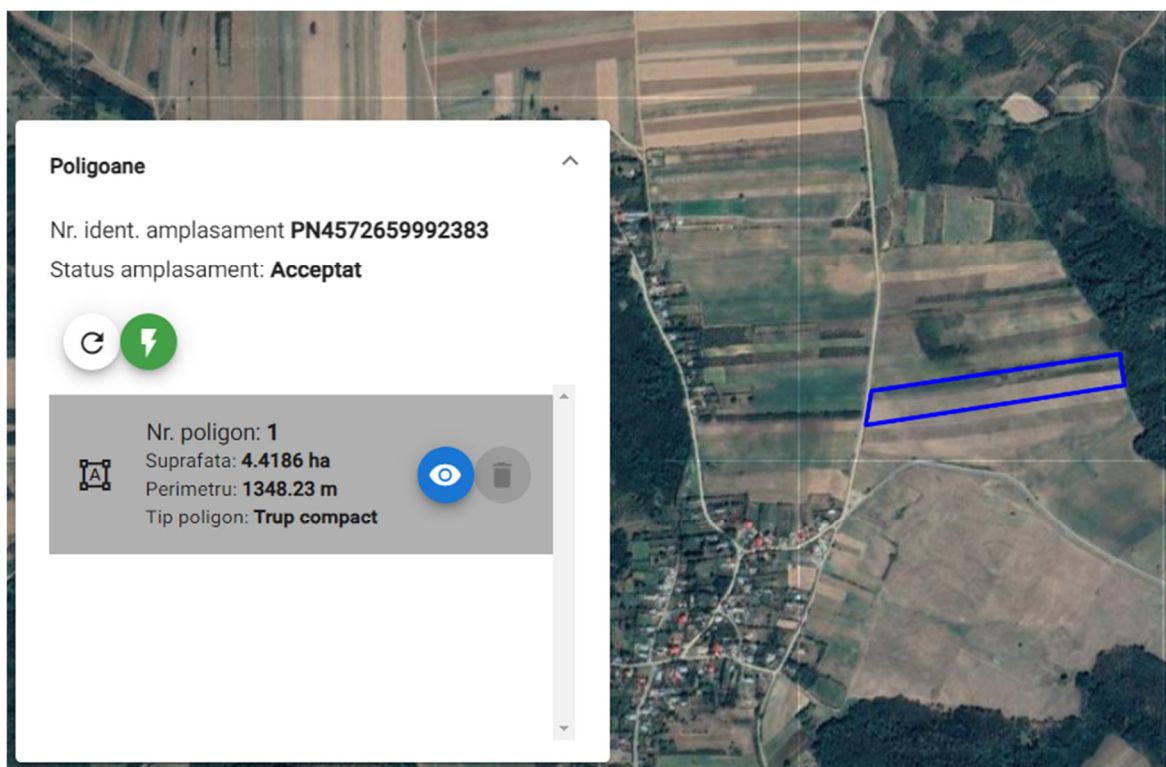 Poligoane
Nr. ident. amplasament PN4572659992383
Status amplasament: Acceptat
A
Nr. poligon: 1
Suprafata: 4.4186 ha
Perimetru: 1348.23 m
Tip poligon: Trup compact